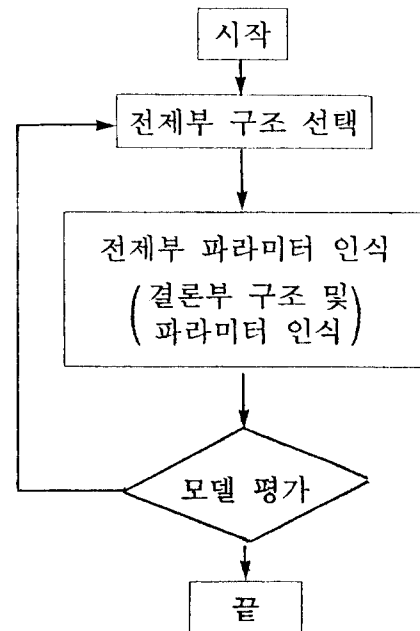 시작
전제부 구조 선택
전제부 파라미터 인식
(결론부 구조 및
파라미터 인식)
모델 평가
끝